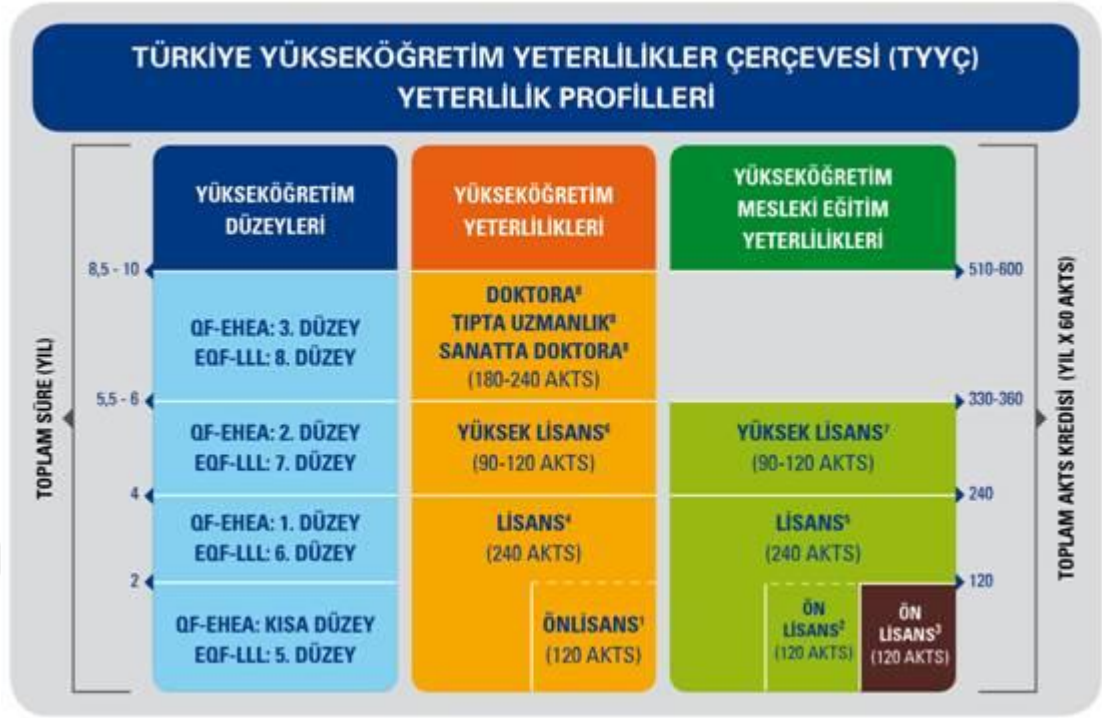 TÜRKİYE YÜKSEKÖĞRETİM YETERLİLİKLER ÇERÇEVESİ (TYYÇ)
YETERLİLİK PROFİLLERİ
TOPLAM SÜRE (YIL)
8,5 - 10
5,5 - 6
4
2
YÜKSEKÖĞRETİM
DÜZEYLERİ
QF-EHEA: 3. DÜZEY
EQF-LLL: 8. DÜZEY
QF-EHEA: 2. DÜZEY
EQF-LLL: 7. DÜZEY
QF-EHEA: 1. DÜZEY
EQF-LLL: 6. DÜZEY
QF-EHEA: KISA DÜZEY
EQF-LLL: 5. DÜZEY
YÜKSEKÖĞRETİM
YETERLİLİKLERİ
DOKTORA⁸
TIPTA UZMANLIK⁸
SANATTA DOKTORA⁸
(180-240 AKTS)
YÜKSEK LİSANS⁶
(90-120 AKTS)
LİSANS⁴
(240 AKTS)
ÖNLİSANS¹
(120 AKTS)
YÜKSEKÖĞRETİM
MESLEKİ EĞİTİM
YETERLİLİKLERİ
YÜKSEK LİSANS⁷
(90-120 AKTS)
LİSANS⁵
(240 AKTS)
ÖN
LİSANS²
(120 AKTS)
ÖN
LİSANS³
(120 AKTS)
510-600
330-360
240
120
TOPLAM AKTS KREDİSİ (YIL X 60 AKTS)